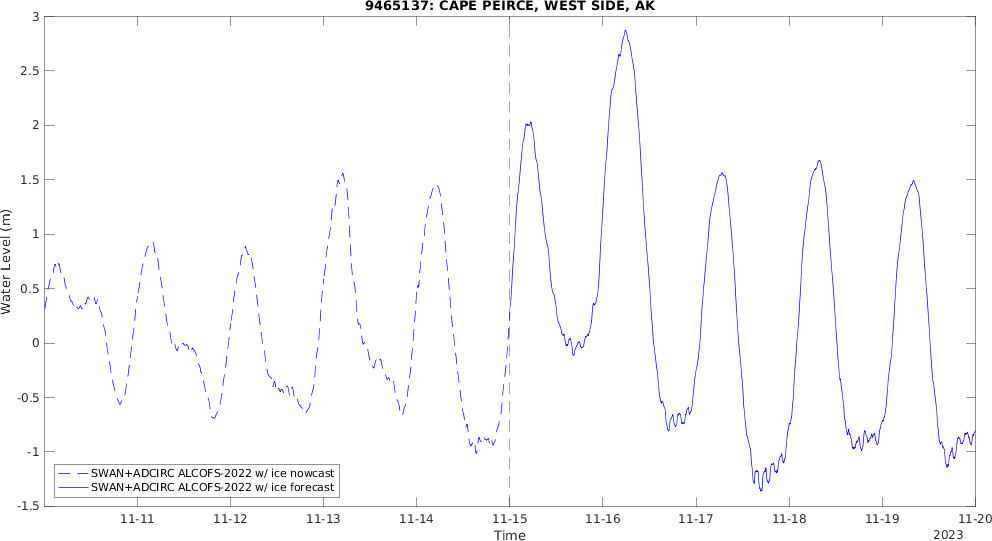 9465137: CAPE PEIRCE, WEST SIDE, AK
3
2.5
2
1.5
1
0.5
0
-0.5
-1
-1.5
Water Level (m)
SWAN+ADCIRC ALCOFS-2022 w/ ice nowcast
SWAN+ADCIRC ALCOFS-2022 w/ ice forecast
11-11 11-12 11-13 11-14 11-15 11-16 11-17 11-18 11-19 11-20
Time
2023